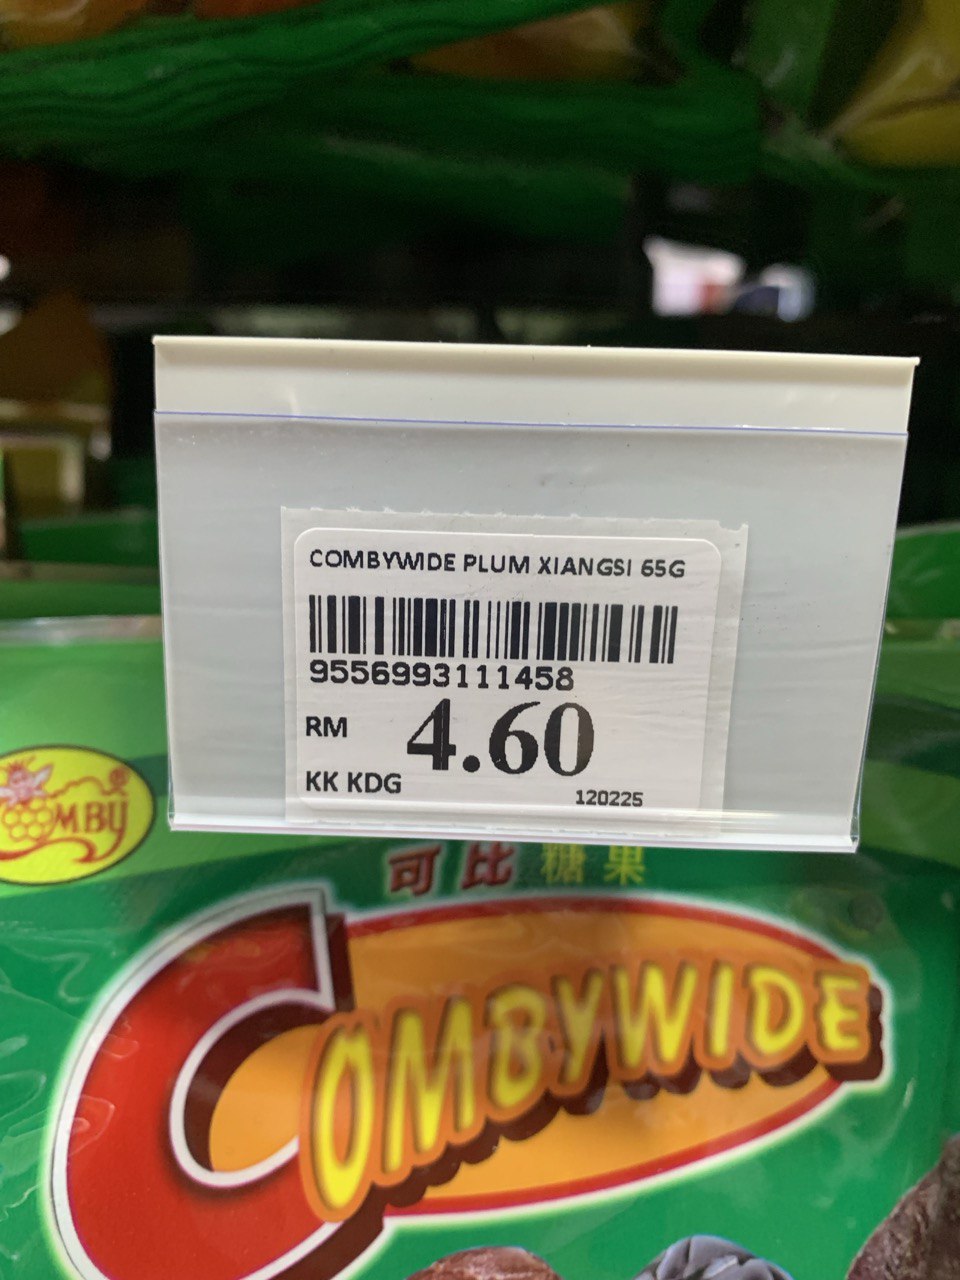 COMBYWIDE PLUM XIANGSI 65G
9556993111458
RM 4.60
KK KDG 120225
COMBY®
可比糖果
COMBYWIDE